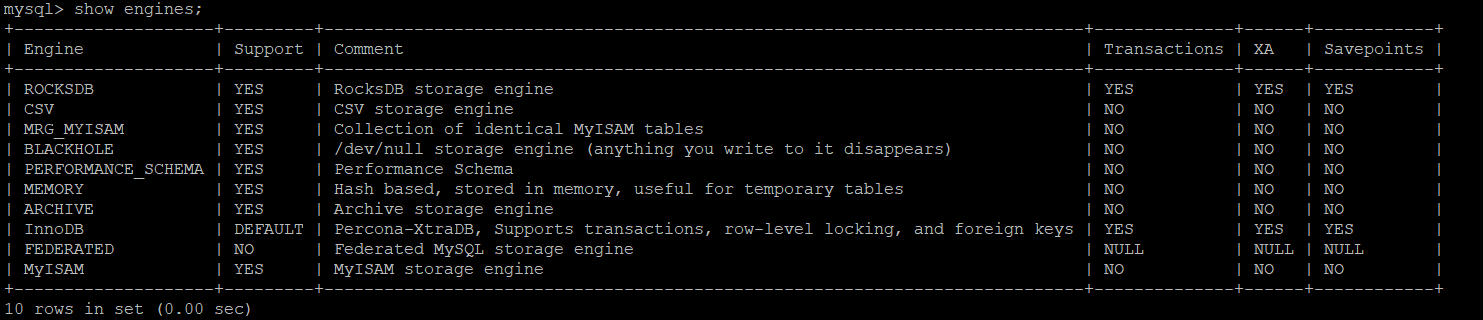 mysql> show engines;
+--------------------+---------+----------------------------------------------------------------------------+--------------+------+------------+
| Engine             | Support | Comment                                                                    | Transactions | XA   | Savepoints |
+--------------------+---------+----------------------------------------------------------------------------+--------------+------+------------+
| ROCKSDB            | YES     | RocksDB storage engine                                                     | YES          | YES  | YES        |
| CSV                | YES     | CSV storage engine                                                         | NO           | NO   | NO         |
| MRG_MYISAM         | YES     | Collection of identical MyISAM tables                                      | NO           | NO   | NO         |
| BLACKHOLE          | YES     | /dev/null storage engine (anything you write to it disappears)             | NO           | NO   | NO         |
| PERFORMANCE_SCHEMA | YES     | Performance Schema                                                         | NO           | NO   | NO         |
| MEMORY             | YES     | Hash based, stored in memory, useful for temporary tables                  | NO           | NO   | NO         |
| ARCHIVE            | YES     | Archive storage engine                                                     | NO           | NO   | NO         |
| InnoDB             | DEFAULT | Percona-XtraDB, Supports transactions, row-level locking, and foreign keys | YES          | YES  | YES        |
| FEDERATED          | NO      | Federated MySQL storage engine                                             | NULL         | NULL | NULL       |
| MyISAM             | YES     | MyISAM storage engine                                                      | NO           | NO   | NO         |
+--------------------+---------+----------------------------------------------------------------------------+--------------+------+------------+
10 rows in set (0.00 sec)